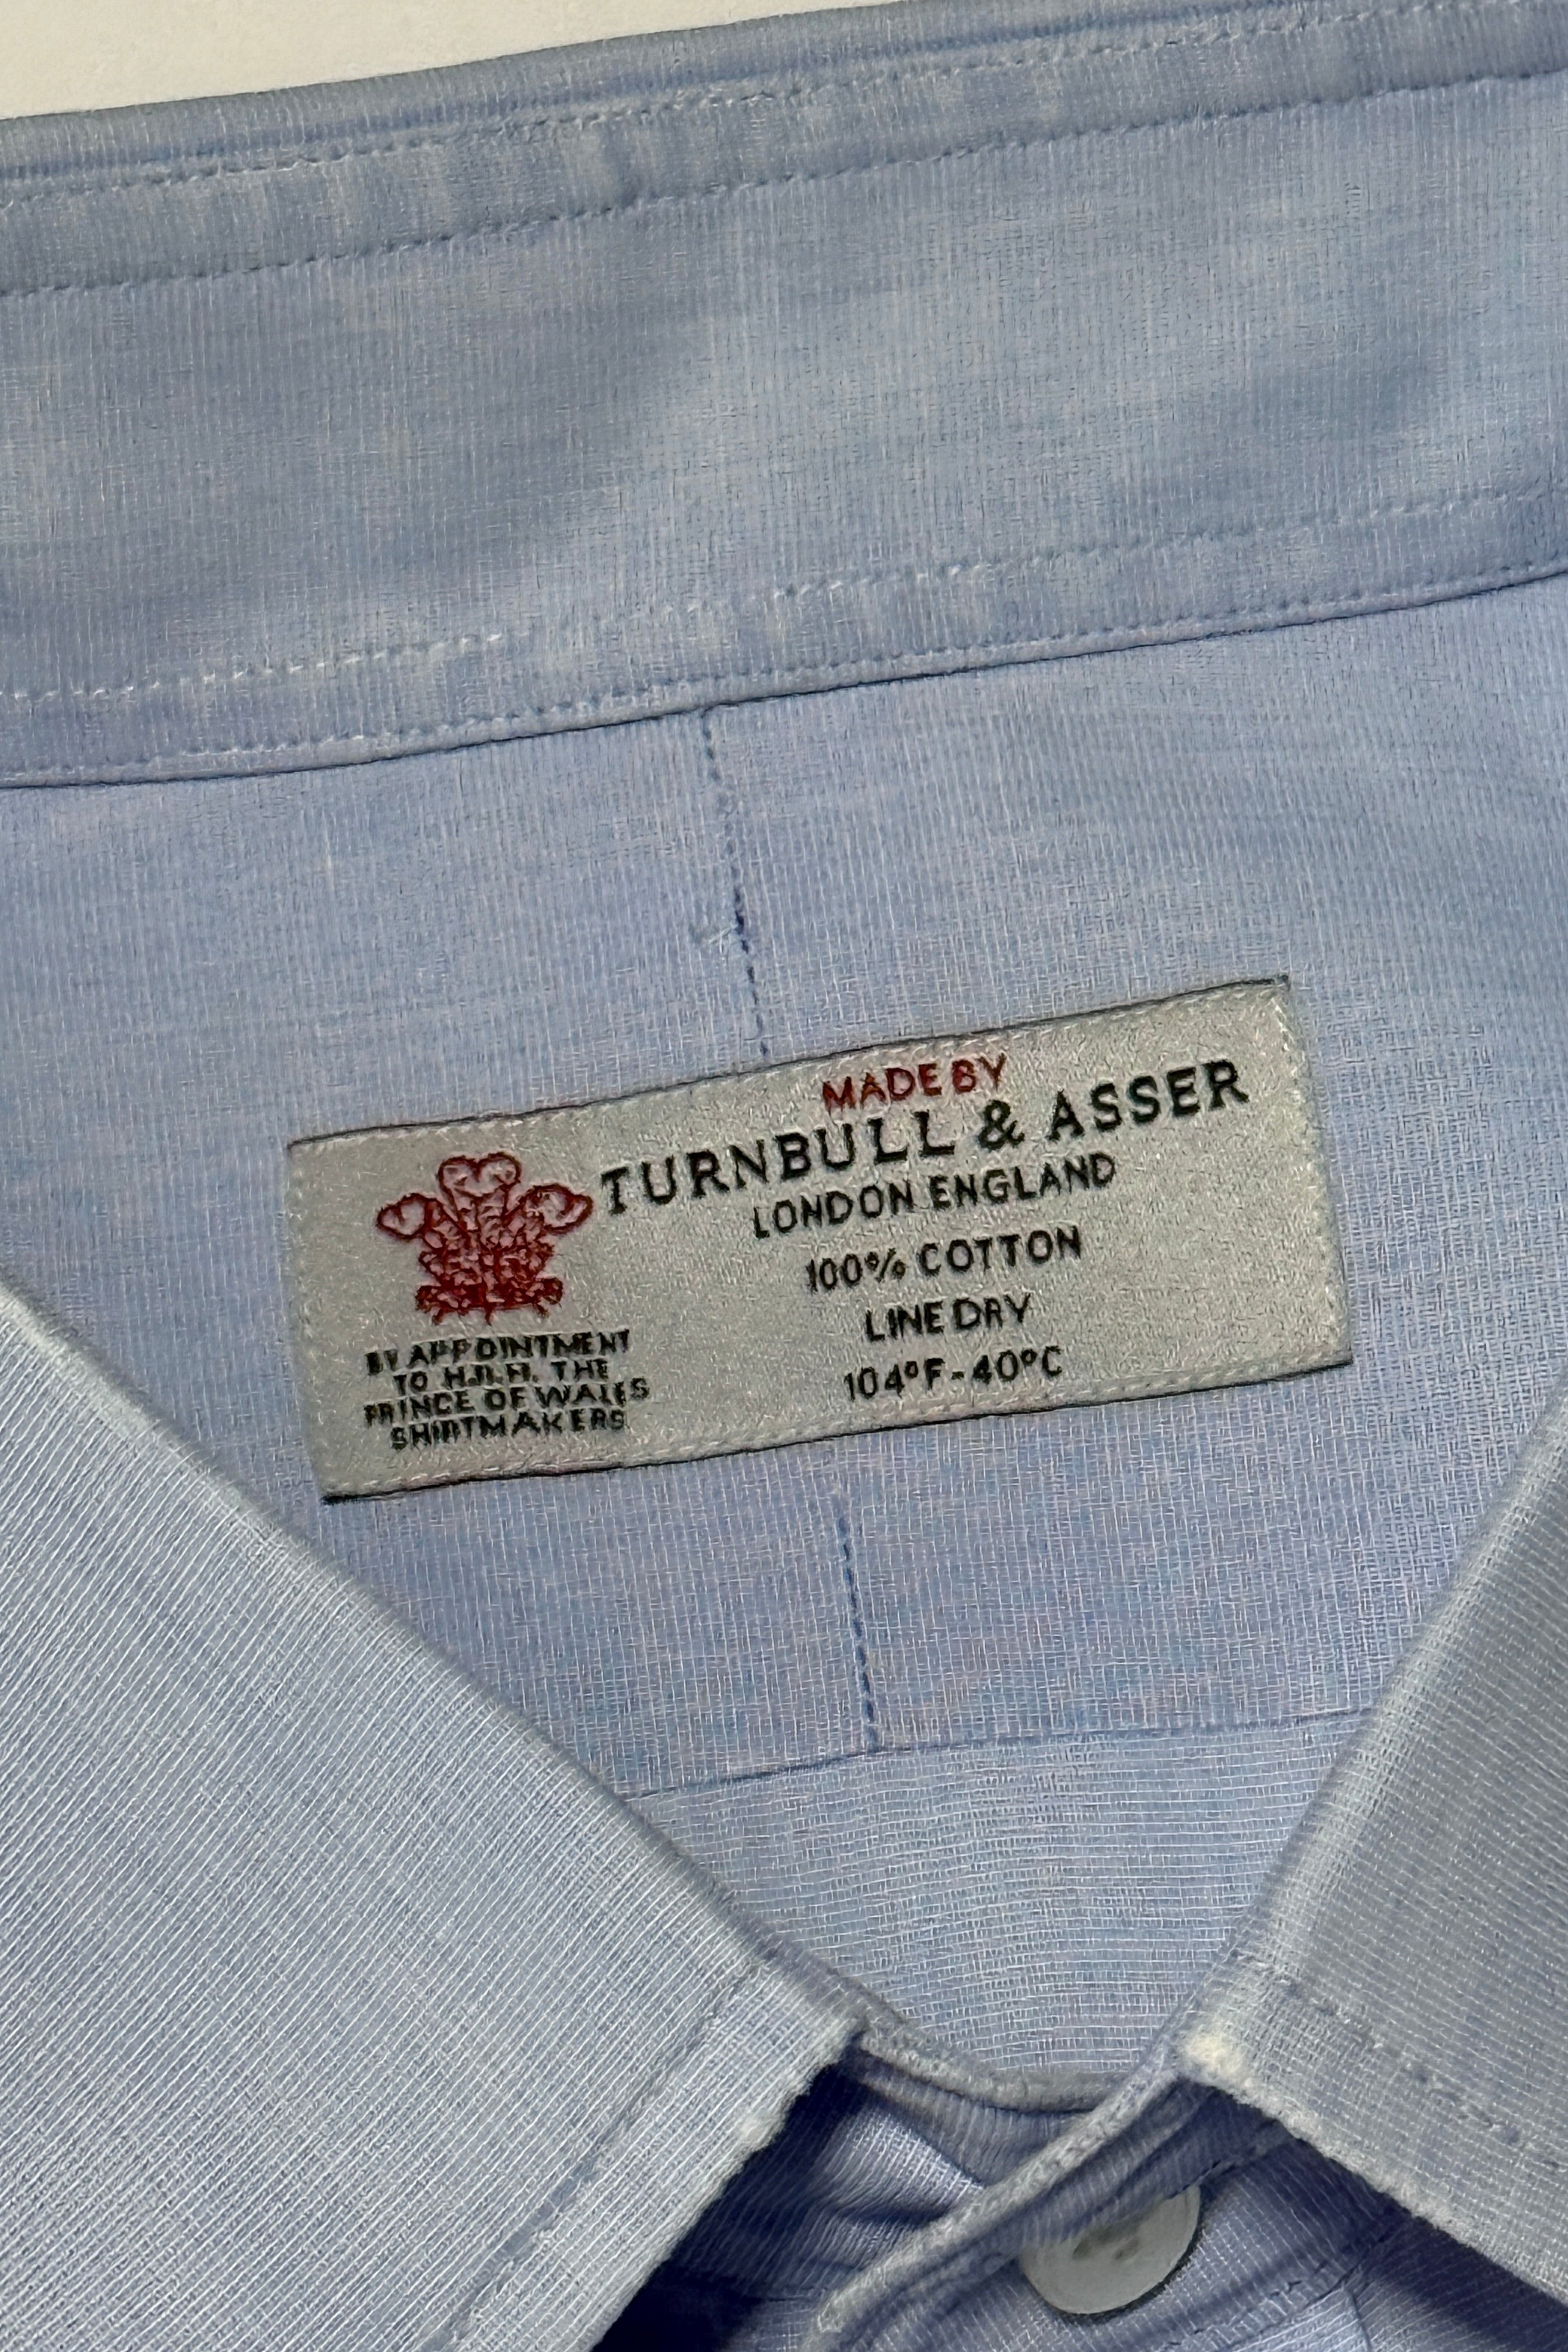 MADE BY
TURNBULL & ASSER
LONDON ENGLAND
100% COTTON
LINE DRY
104°F-40°C
BY APPOINTMENT
TO H.R.H. THE
PRINCE OF WALES
SHIRTMAKERS